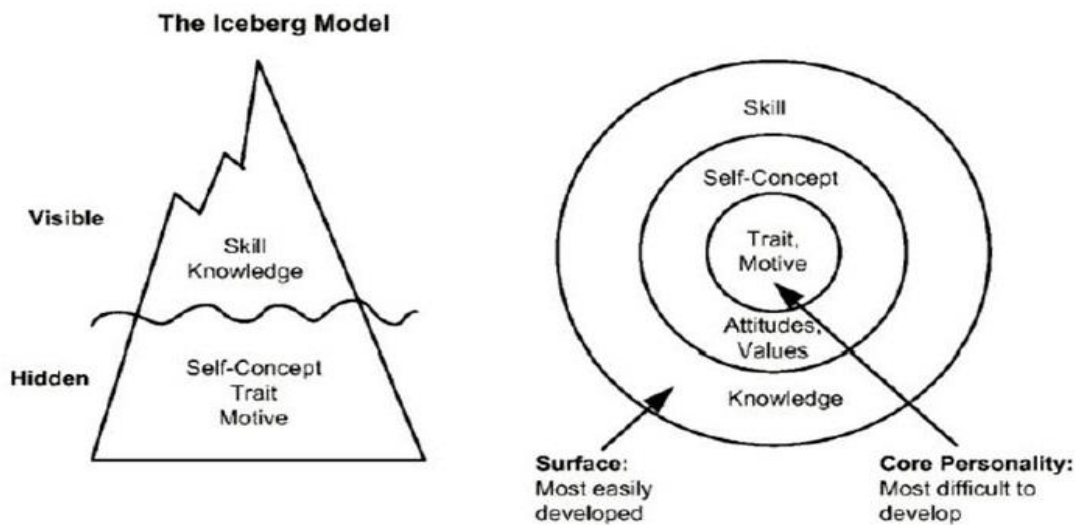 The Iceberg Model
Visible
Skill
Knowledge
Hidden
Self-Concept
Trait
Motive
Skill
Self-Concept
Trait,
Motive
Attitudes,
Values
Knowledge
Surface:
Most easily
developed
Core Personality:
Most difficult to
develop